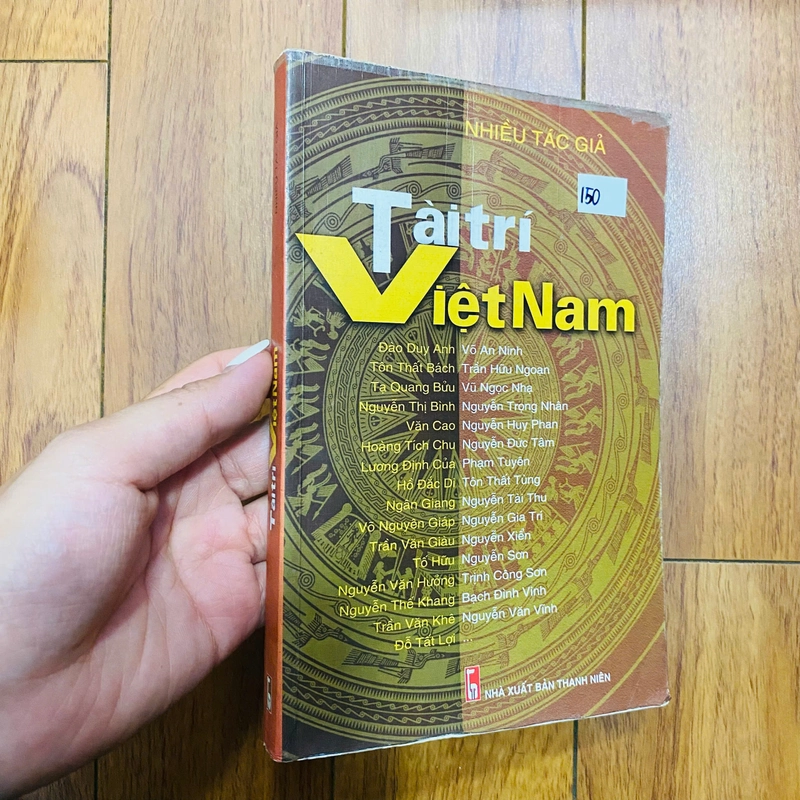 NHIỀU TÁC GIẢ
150
Tài trí
Việt Nam
Đào Duy Anh
Tôn Thất Bách
Tạ Quang Bửu
Nguyễn Thị Bình
Văn Cao
Hoàng Tích Chu
Lương Định Của
Hồ Đắc Di
Ngân Giang
Võ Nguyên Giáp
Trần Văn Giàu
Tố Hữu
Nguyễn Văn Hưởng
Nguyễn Thế Khang
Trần Văn Khê
Đỗ Tất Lợi
Võ An Ninh
Trần Hữu Ngoạn
Vũ Ngọc Nhạ
Nguyễn Trọng Nhân
Nguyễn Huy Phan
Nguyễn Đức Tâm
Phạm Tuyên
Tôn Thất Tùng
Nguyễn Tài Thu
Nguyễn Gia Trí
Nguyễn Xiển
Nguyễn Sơn
Trịnh Công Sơn
Bạch Đình Vinh
Nguyễn Văn Vĩnh
...
NHÀ XUẤT BẢN THANH NIÊN
Tài trí Việt Nam